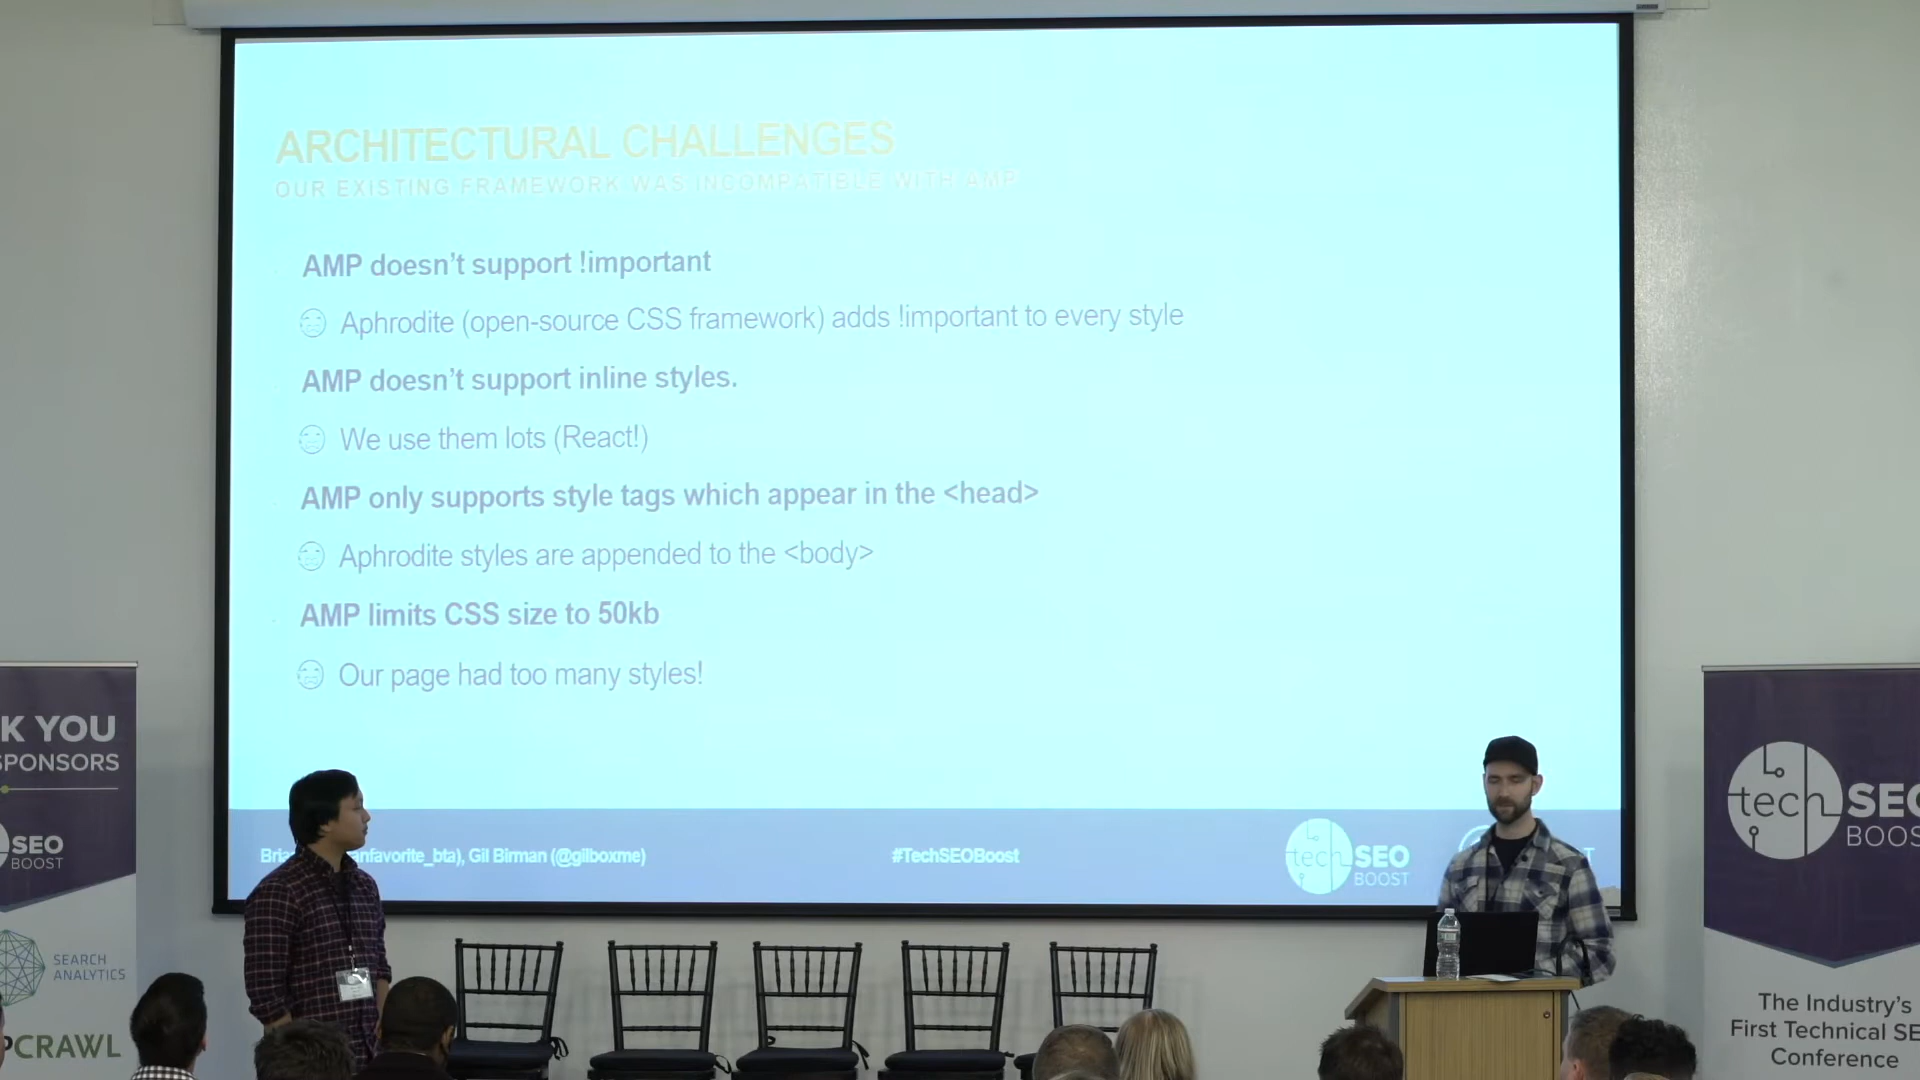 ARCHITECTURAL CHALLENGES
OUR EXISTING FRAMEWORK WAS INCOMPATIBLE WITH AMP
AMP doesn't support !important
Aphrodite (open-source CSS framework) adds !important to every style
AMP doesn't support inline styles.
We use them lots (React!)
AMP only supports style tags which appear in the <head>
Aphrodite styles are appended to the <body>
AMP limits CSS size to 50kb
Our page had too many styles!
anfavorite_bta), Gil Birman (@gilboxme)
#TechSEOBoost
tech SEO
BOOST
K YOU
SPONSORS
SEO
BOOST
SEARCH
ANALYTICS
PCRAWL
tech SEO
BOOS
The Industry's
First Technical SE
Conference